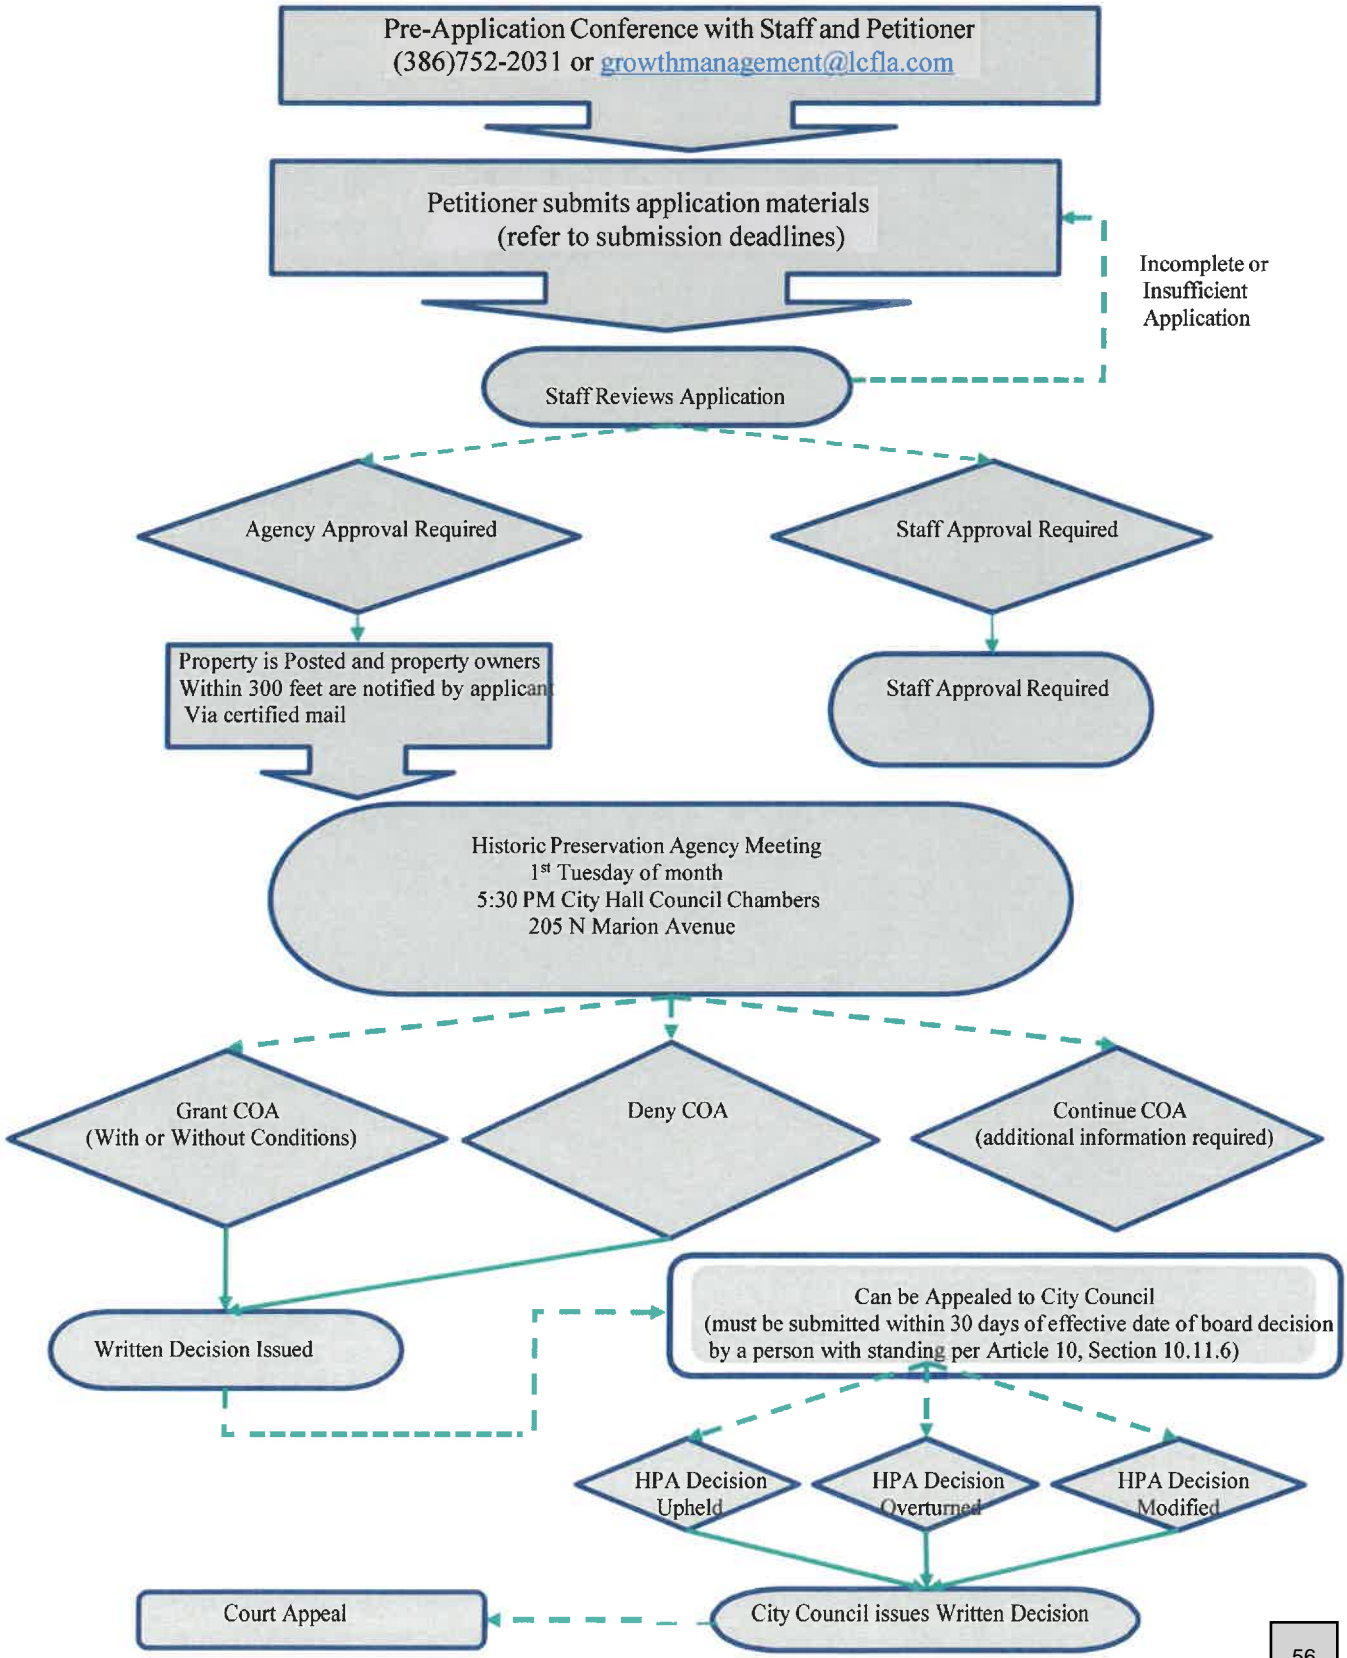 Pre-Application Conference with Staff and Petitioner
(386)752-2031 or growthmanagement@lcfla.com
Petitioner submits application materials
(refer to submission deadlines)
Incomplete or
Insufficient
Application
Staff Reviews Application
Agency Approval Required
Staff Approval Required
Property is Posted and property owners
Within 300 feet are notified by applicant
Via certified mail
Staff Approval Required
Historic Preservation Agency Meeting
1st Tuesday of month
5:30 PM City Hall Council Chambers
205 N Marion Avenue
Grant COA
(With or Without Conditions)
Deny COA
Continue COA
(additional information required)
Written Decision Issued
Can be Appealed to City Council
(must be submitted within 30 days of effective date of board decision
by a person with standing per Article 10, Section 10.11.6)
HPA Decision
Upheld
HPA Decision
Overturned
HPA Decision
Modified
Court Appeal
City Council issues Written Decision
56